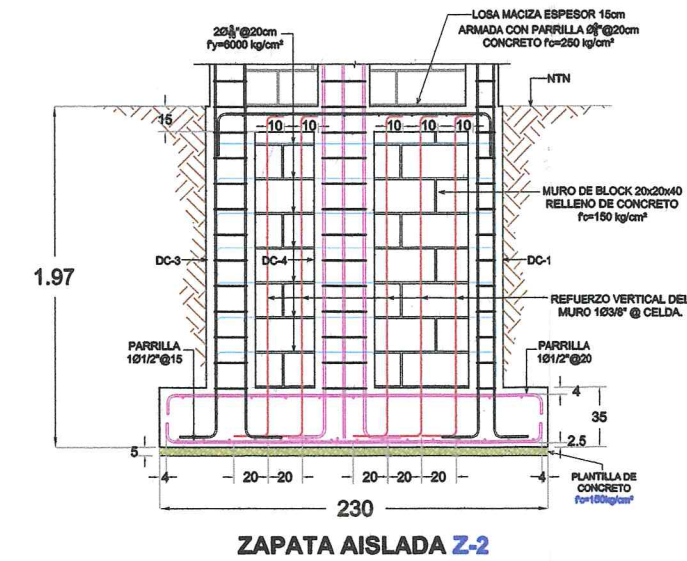 2Ø5/16"@20cm
fy=6000 kg/cm²
LOSA MACIZA ESPESOR 15cm
ARMADA CON PARRILLA Ø3/8"@20cm
CONCRETO f'c=250 kg/cm²
NTN
15
10 10 10 10 10
MURO DE BLOCK 20x20x40
RELLENO DE CONCRETO
f'c=150 kg/cm²
DC-3
DC-4
DC-1
1.97
REFUERZO VERTICAL DEL
MURO 1Ø3/8" @ CELDA.
PARRILLA
1Ø1/2"@15
PARRILLA
1Ø1/2"@20
4
35
2.5
5
4 20 20 20 20 20 4
PLANTILLA DE
CONCRETO
f'c=150kg/cm²
230
ZAPATA AISLADA Z-2